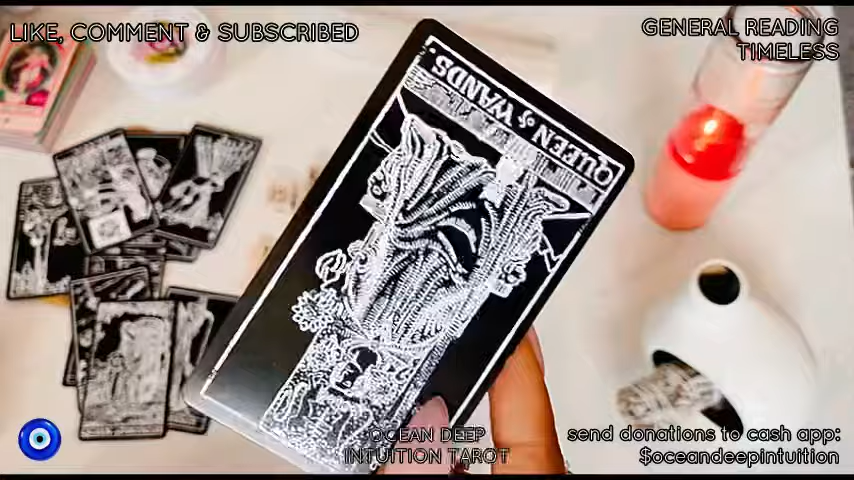 LIKE, COMMENT & SUBSCRIBED
GENERAL READING
TIMELESS
QUEEN of WANDS
OCEAN DEEP
INTUITION TAROT
send donations to cash app:
$oceandeepintuition